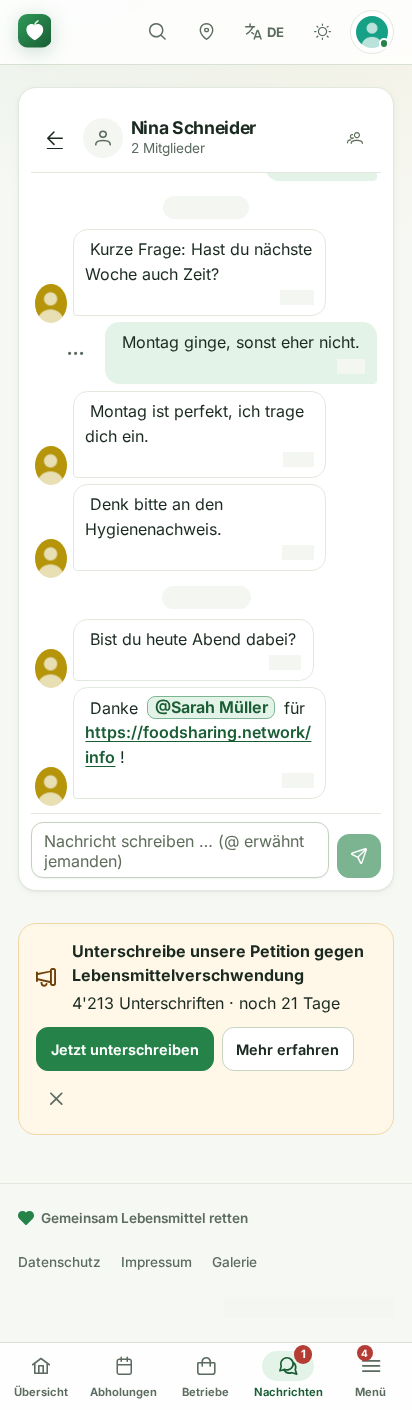 DE
Nina Schneider
2 Mitglieder
Kurze Frage: Hast du nächste
Woche auch Zeit?
Montag ginge, sonst eher nicht.
Montag ist perfekt, ich trage
dich ein.
Denk bitte an den
Hygienenachweis.
Bist du heute Abend dabei?
Danke @Sarah Müller für
https://foodsharing.network/
info !
Nachricht schreiben … (@ erwähnt
jemanden)
Unterschreibe unsere Petition gegen
Lebensmittelverschwendung
4'213 Unterschriften · noch 21 Tage
Jetzt unterschreiben Mehr erfahren
Gemeinsam Lebensmittel retten
Datenschutz Impressum Galerie
1 4
Übersicht Abholungen Betriebe Nachrichten Menü